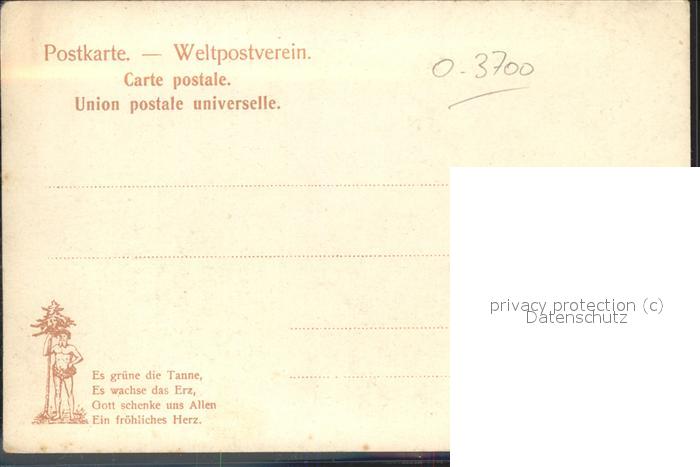 Postkarte. — Weltpostverein.
Carte postale.
Union postale universelle.
0-3700
privacy protection (c)
Datenschutz
Es grüne die Tanne,
Es wachse das Erz,
Gott schenke uns Allen
Ein fröhliches Herz.